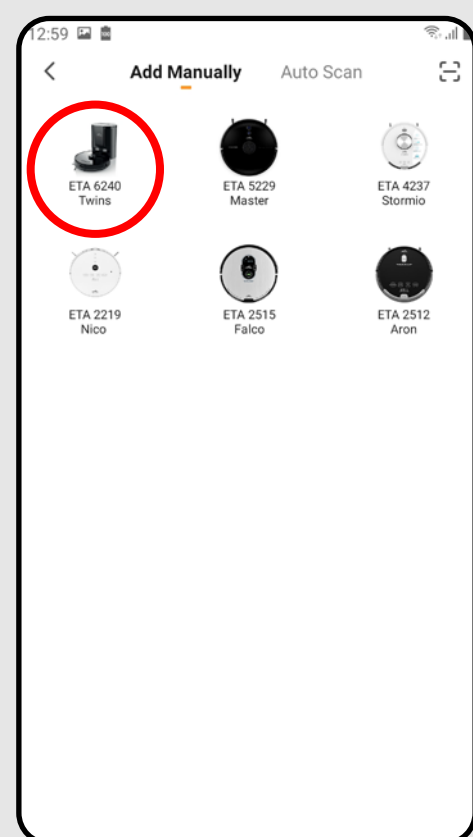 12:59
Add Manually Auto Scan
ETA 6240 ETA 5229 ETA 4237
Twins Master Stormio
ETA 2219 ETA 2515 ETA 2512
Nico Falco Aron